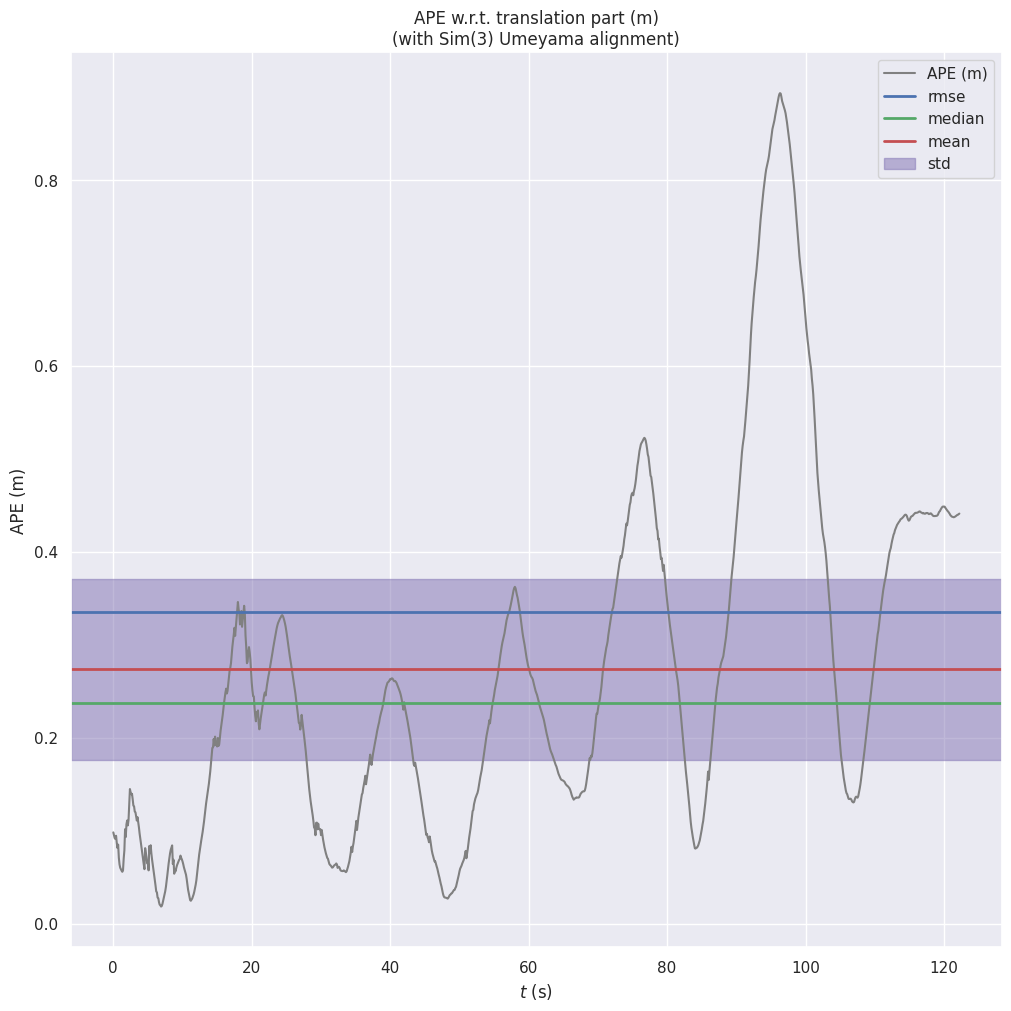 APE w.r.t. translation part (m)
(with Sim(3) Umeyama alignment)
APE (m)
rmse
median
mean
std
APE (m)
0.8
0.6
0.4
0.2
0.0
0 20 40 60 80 100 120
t (s)